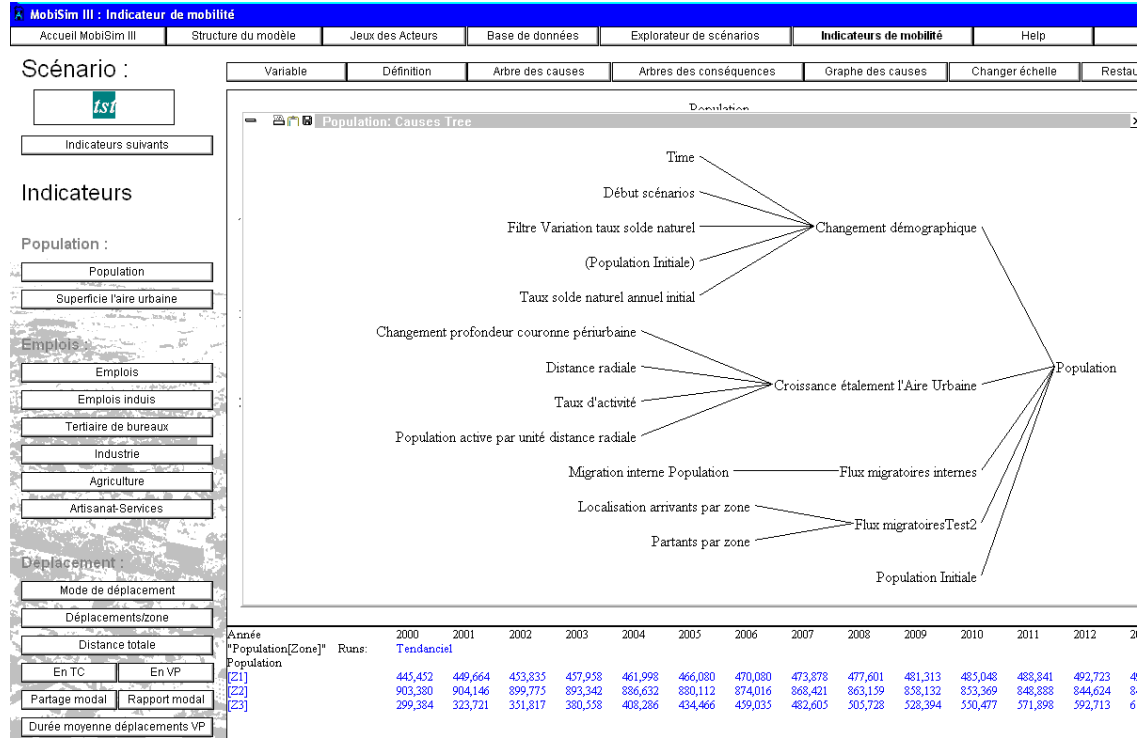 MobiSim III : Indicateur de mobilité
Accueil MobiSim III Structure du modèle Jeux des Acteurs Base de données Explorateur de scénarios Indicateurs de mobilité Help
Scénario :
tst
Indicateurs suivants
Variable Définition Arbre des causes Arbres des conséquences Graphe des causes Changer échelle Restau
Population
Population: Causes Tree
Time
Début scénarios
Filtre Variation taux solde naturel
(Population Initiale)
Taux solde naturel annuel initial
Changement démographique
Changement profondeur couronne périurbaine
Distance radiale
Taux d'activité
Population active par unité distance radiale
Croissance étalement l'Aire Urbaine
Population
Migration interne Population
Flux migratoires internes
Localisation arrivants par zone
Partants par zone
Flux migratoiresTest2
Population Initiale
Indicateurs
Population :
Population
Superficie l'aire urbaine
Emplois :
Emplois
Emplois induis
Tertiaire de bureaux
Industrie
Agriculture
Artisanat-Services
Déplacement :
Mode de déplacement
Déplacements/zone
Distance totale
En TC En VP
Partage modal Rapport modal
Durée moyenne déplacements VP
Année 2000 2001 2002 2003 2004 2005 2006 2007 2008 2009 2010 2011 2012
"Population[Zone]" Runs: Tendanciel
Population
[Z1] 445,452 449,664 453,835 457,958 461,998 466,080 470,080 473,878 477,601 481,313 485,048 488,841 492,723
[Z2] 903,380 904,146 899,775 893,342 886,632 880,112 874,016 868,421 863,159 858,132 853,369 848,888 844,624
[Z3] 299,384 323,721 351,817 380,558 408,286 434,466 459,035 482,605 505,728 528,394 550,477 571,898 592,713